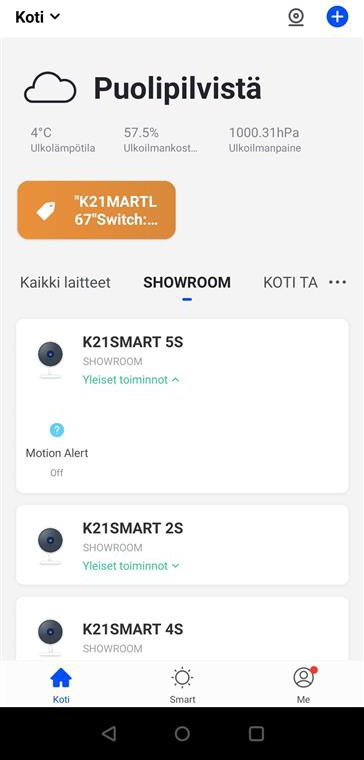 Koti
Puolipilvistä
4°C
57.5%
1000.31hPa
Ulkolämpötila
Ulkoilmankost...
Ulkoilmanpaine
"K21MARTL
67"Switch:...
Kaikki laitteet
SHOWROOM
KOTI TA
K21SMART 5S
SHOWROOM
Yleiset toiminnot
?
Motion Alert
Off
K21SMART 2S
SHOWROOM
Yleiset toiminnot
K21SMART 4S
SHOWROOM
Koti
Smart
Me